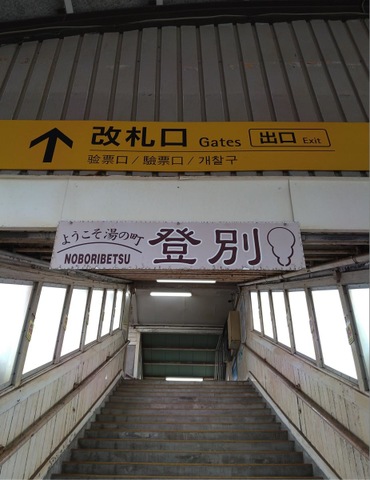 改札口 Gates 出口 Exit
验票口 / 驗票口 / 개찰구
ようこそ湯の町
NOBORIBETSU
登別